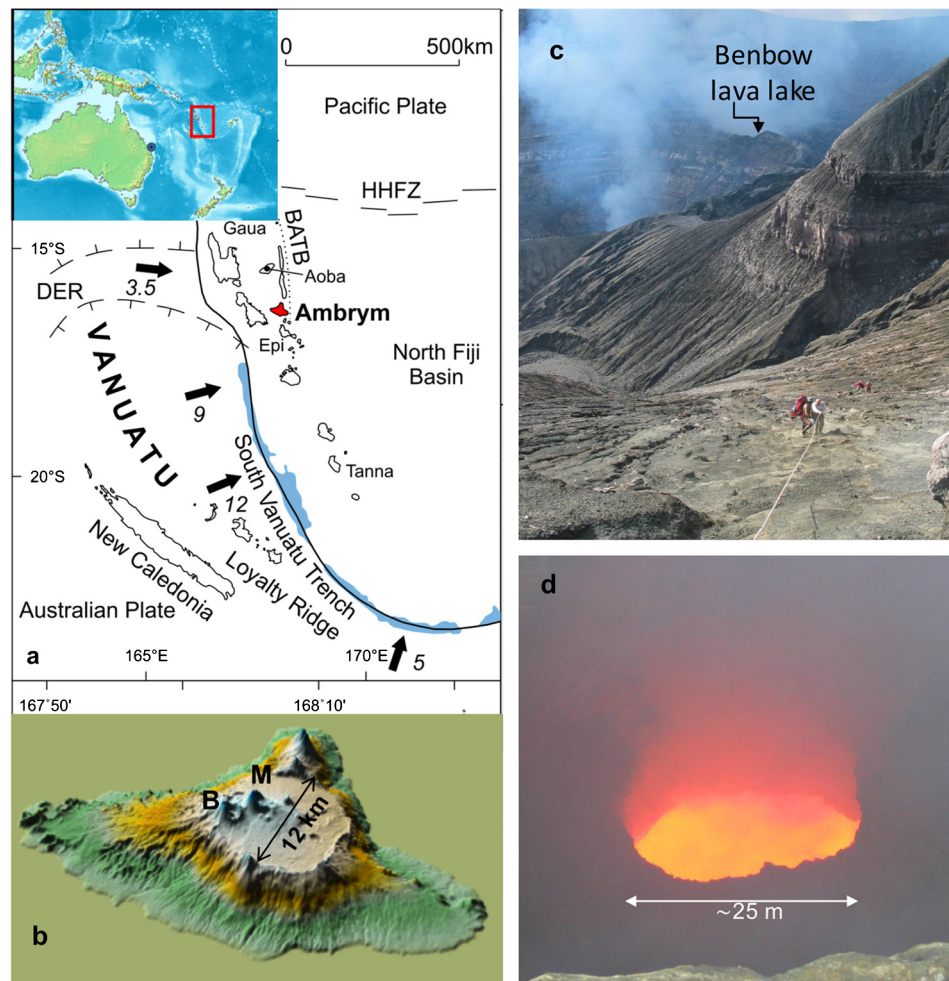 0 500km
Pacific Plate
HHFZ
BATB
Gaua
15°S
Aoba
3.5
DER
Ambrym
Epi
North Fiji
Basin
VANUATU
9
South Vanuatu Trench
Tanna
20°S
12
New Caledonia
Loyalty Ridge
Australian Plate
a
165°E
170°E
5
167°50'
168°10'
M
B
12 km
b
c
Benbow
lava lake
d
~25 m